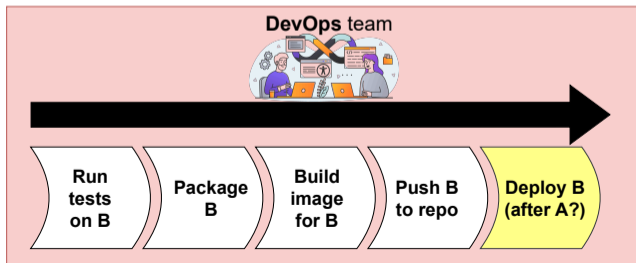 DevOps team
Run
tests
on B
Package
B
Build
image
for B
Push B
to repo
Deploy B
(after A?)